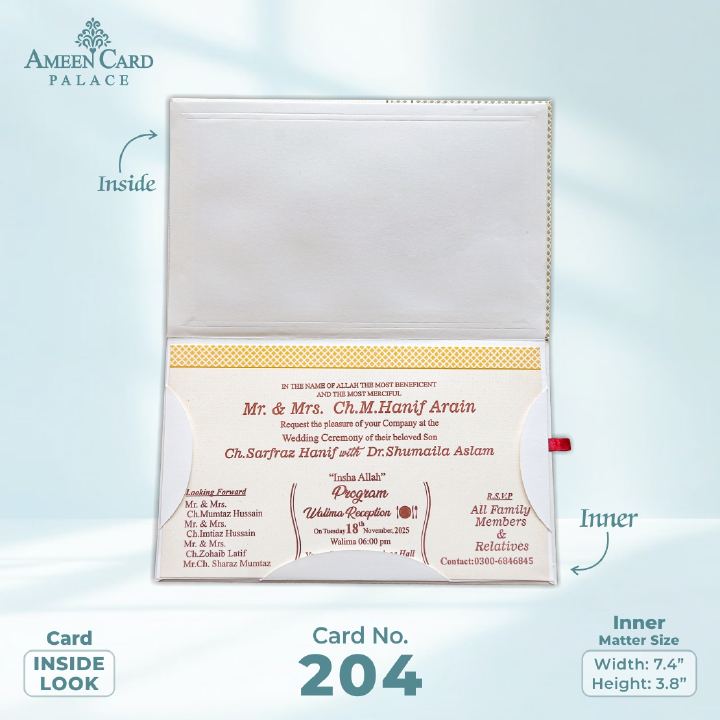 AMEEN CARD
PALACE
Inside
IN THE NAME OF ALLAH THE MOST BENEFICENT
AND THE MOST MERCIFUL
Mr. & Mrs. Ch.M.Hanif Arain
Request the pleasure of your Company at the
Wedding Ceremony of their beloved Son
Ch.Sarfraz Hanif with Dr.Shumaila Aslam
"Insha Allah"
Program
Walima Reception
On Tuesday 18th November, 2025
Walima 06:00 pm
Hall
Looking Forward
Mr. & Mrs.
Ch.Mumtaz Hussain
Mr. & Mrs.
Ch.Imtiaz Hussain
Mr. & Mrs.
Ch.Zohaib Latif
Mr.Ch. Sharaz Mumtaz
R.S.V.P
All Family
Members
&
Relatives
Contact:0300-6846845
Inner
Card
INSIDE
LOOK
Card No.
204
Inner
Matter Size
Width: 7.4”
Height: 3.8”